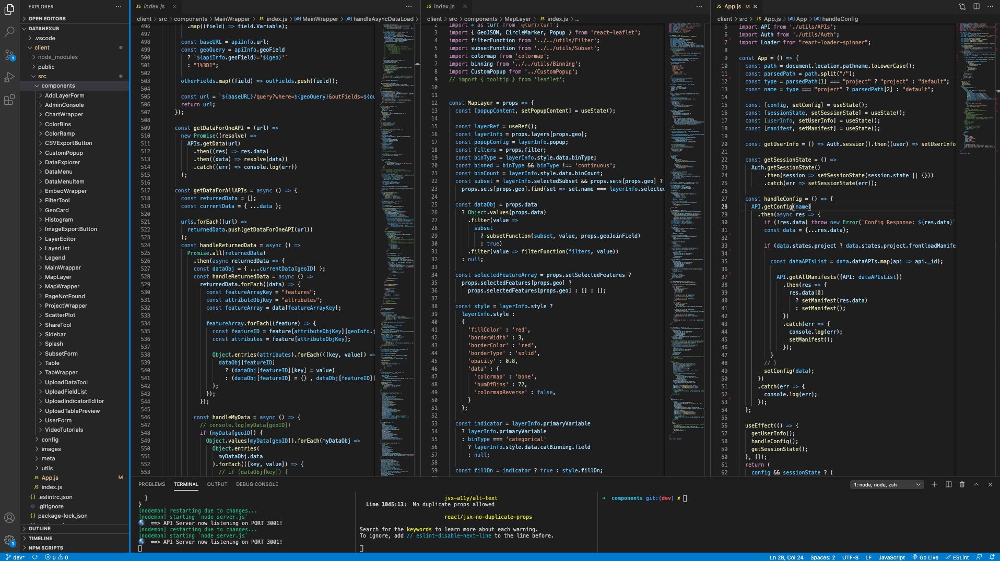 EXPLORER
OPEN EDITORS
DATANEXUS
.vscode
client
node_modules
public
src
components
AddLayerForm
AdminConsole
ChartWrapper
ColorBins
ColorRamp
CSVExportButton
CustomPopup
DataExplorer
DataMenu
DataMenuItem
EmbedWrapper
FilterTool
GeoCard
Histogram
ImageExportButton
LayerEditor
LayerList
Legend
MainWrapper
MapLayer
MapWrapper
PageNotFound
ProjectWrapper
ScatterPlot
ShareTool
Sidebar
Splash
SubsetForm
Table
TabWrapper
UploadDataTool
UploadFieldList
UploadIndicatorEditor
UploadTablePreview
UserForm
VideoTutorials
config
images
meta
utils
JS App.js M
JS index.js
{} .eslintrc.json
.gitignore
{} package-lock.json
OUTLINE
TIMELINE
NPM SCRIPTS
JS index.js
client > src > components > MainWrapper > JS index.js > MainWrapper > handleAsyncDataLoad >
496 .map((field) => field.Variable);
497
498 const baseURL = apiInfo.url;
499 const geoQuery = apiInfo.geoField
500 ? `${apiInfo.geoField}='${geo}'`
501 : "1%3D1";
502
503 otherFields.map((field) => outFields.push(field));
504
505 const url = `${baseURL}/query?where=${geoQuery}&outFields=${ou
506 return url;
507 });
508
509 const getDataForOneAPI = (url) =>
510 new Promise((resolve) =>
511 APIs.getData(url)
512 .then((res) => res.data)
513 .then((data) => resolve(data))
514 .catch((err) => console.log(err))
515 );
516
517 const getDataForAllAPIs = async () => {
518 const returnedData = [];
519 const currentData = { ...data };
520
521 urls.forEach((url) =>
522 returnedData.push(getDataForOneAPI(url))
523 );
524 const handleReturnedData = async () =>
525 Promise.all(returnedData)
526 .then(async returnedData => {
527 const dataObj = { ...currentData[geoID] };
528 const handleReturnedData = async () =>
529 returnedData.forEach((data) => {
530 const featureArrayKey = "features";
531 const attributeObjKey = "attributes";
532 const featureArray = data[featureArrayKey];
533
534 featureArray.forEach((feature) => {
535 const featureID = feature[attributeObjKey][geoInfo.j
536 const attributes = feature[attributeObjKey];
537
538 Object.entries(attributes).forEach(([key, value]) =>
539 dataObj[featureID]
540 ? (dataObj[featureID][key] = value)
541 : (dataObj[featureID] = {} , dataObj[featureID][
542 );
543 });
544 });
545
546 const handleMyData = async () => {
547 // console.log(myData[geoID])
548 if (myData[geoID]) {
549 Object.values(myData[geoID]).forEach(myDataObj =>
550 Object.entries(
551 myDataObj.data
552 ).forEach(([key, value]) => {
553 // if (dataObj[key]) {
JS index.js
client > src > components > MapLayer > JS index.js > ...
2 import * as turf from '@turf/turf';
3 import { GeoJSON, CircleMarker, Popup } from 'react-leaflet';
4 import filterFunction from '../../utils/Filter';
5 import subsetFunction from '../../utils/Subset';
6 import colormap from 'colormap';
7 import binning from '../../utils/Binning';
8 import CustomPopup from '../CustomPopup';
9 // import { tooltip } from 'leaflet';
10
11
12 const MapLayer = props => {
13 const [popupContent, setPopupContent] = useState();
14
15 const layerRef = useRef();
16 const layerInfo = props.layers[props.geo];
17 const popupConfig = layerInfo.popup;
18 const filters = props.filter;
19 const binType = layerInfo.style.data.binType;
20 const binned = binType && binType !== 'continuous';
21 const binCount = layerInfo.style.data.binCount;
22 const subset = layerInfo.selectedSubset && props.sets[props.geo] ?
23 props.sets[props.geo].find(set => set.name === layerInfo.selected
24
25 const dataObj = props.data
26 ? Object.values(props.data)
27 .filter(value =>
28 subset
29 ? subsetFunction(subset, value, props.geoJoinField)
30 : true)
31 .filter(value => filterFunction(filters, value))
32 : null;
33
34 const selectedFeatureArray = props.setSelectedFeatures ?
35 props.selectedFeatures[props.geo] ?
36 props.selectedFeatures[props.geo] : [] : [];
37
38 const style = layerInfo.style ?
39 layerInfo.style :
40 {
41 'fillColor' : 'red',
42 'borderWidth' : 3,
43 'borderColor' : 'red',
44 'borderType' : 'solid',
45 'opacity' : 0.8,
46 'data' : {
47 'colormap' : 'bone',
48 'numOfBins' : 72,
49 'colormapReverse' : false,
50 }
51 };
52
53 const indicator = layerInfo.primaryVariable
54 ? layerInfo.primaryVariable
55 : binType === 'categorical'
56 ? layerInfo.style.data.catBinning.field
57 : null;
58
59 const fillOn = indicator ? true : style.fillOn;
JS App.js M
client > src > JS App.js > App > handleConfig
5 import API from './utils/APIs';
6 import Auth from './utils/Auth';
7 import Loader from "react-loader-spinner";
8
9 const App = () => {
10 const path = document.location.pathname.toLowerCase();
11 const parsedPath = path.split("/");
12 const type = parsedPath[1] === "project" ? "project" : "default";
13 const name = type === "project" ? parsedPath[2] : "default";
14
15 const [config, setConfig] = useState();
16 const [sessionState, setSessionState] = useState();
17 const [userInfo, setUserInfo] = useState();
18 const [manifest, setManifest] = useState();
19
20 const getUserInfo = () => Auth.session().then((user) => setUserInfo
21
22 const getSessionState = () =>
23 Auth.getSessionState()
24 .then(session => setSessionState(session.state || {}))
25 .catch(err => setSessionState(err));
26
27 const handleConfig = () => {
28 API.getConfig(name)
29 .then(async res => {
30 if (!res.data) throw new Error(`Config Response: ${res.data}`
31 const data = {...res.data};
32
33 if (data.states.project ? data.states.project.frontloadManife
34
35 const dataAPIsList = data.dataAPIs.map(api => api._id);
36
37 API.getAllManifests({API: dataAPIsList})
38 .then(res => {
39 res.data[0]
40 ? setManifest(res.data)
41 : setManifest();
42 })
43 .catch(err => {
44 console.log(err);
45 setManifest();
46 });
47 }
48 // }
49 setConfig(data);
50 })
51 .catch(err => {
52 console.log(err);
53 });
54 };
55
56 useEffect(() => {
57 getUserInfo();
58 handleConfig();
59 getSessionState();
60 }, []);
61 return (
62 config && sessionState ? (
PROBLEMS TERMINAL OUTPUT DEBUG CONSOLE
1: node, node, zsh
]
}
[nodemon] restarting due to changes...
[nodemon] starting `node server.js`
==> API Server now listening on PORT 3001!
[nodemon] restarting due to changes...
[nodemon] starting `node server.js`
==> API Server now listening on PORT 3001!
jsx-a11y/alt-text
Line 1045:13: No duplicate props allowed
react/jsx-no-duplicate-props
Search for the keywords to learn more about each warning.
To ignore, add // eslint-disable-next-line to the line before.
→ components git:(dev) ✗
dev* 0 0
Ln 28, Col 24 Spaces: 2 UTF-8 LF JavaScript Go Live ESLint